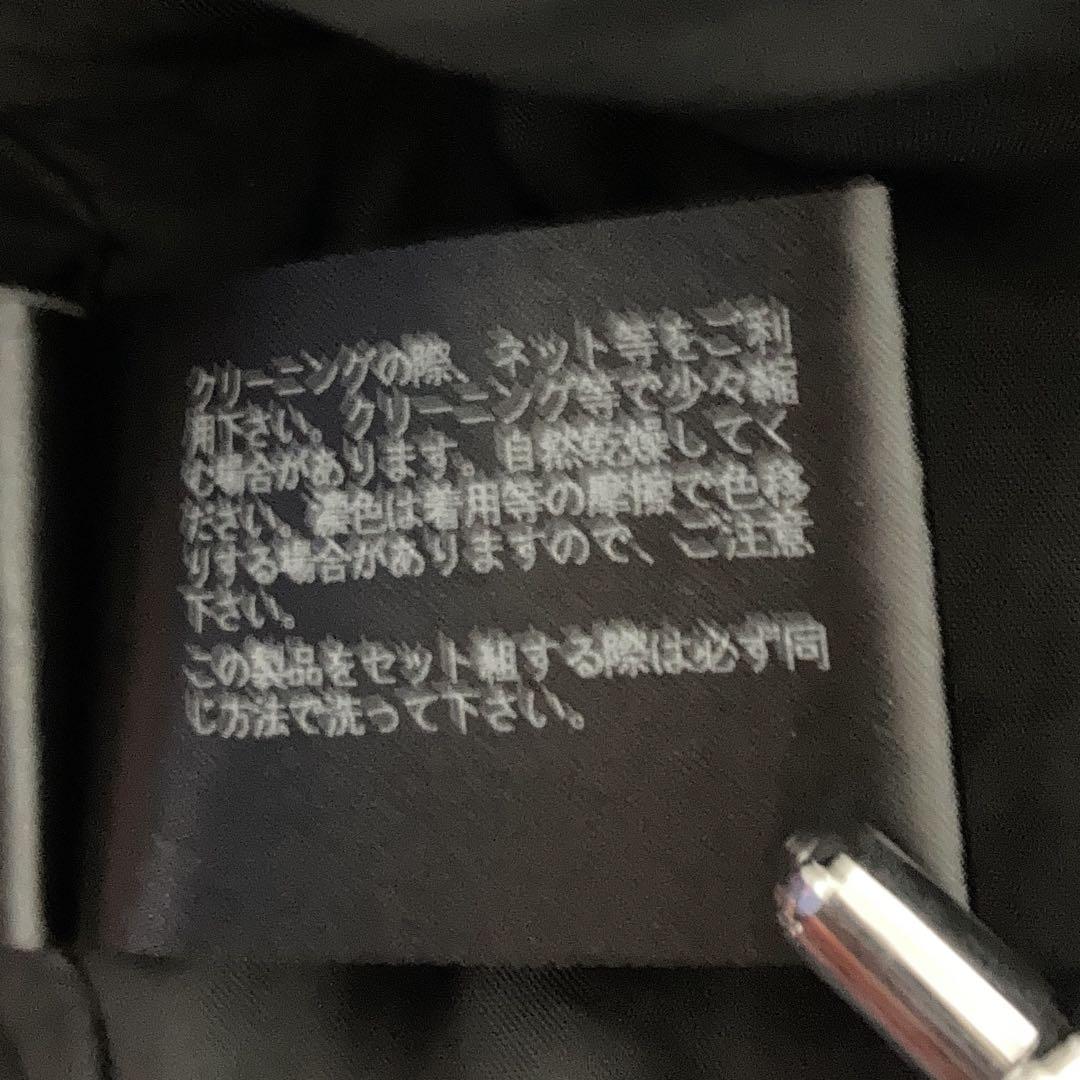 クリーニングの際、ネット等をご利
用下さい。クリーニング等で少々縮
む場合があります。自然乾燥してく
ださい。濃色は着用等の摩擦で色移
りする場合がありますので、ご注意
下さい。
この製品をセット組する際は必ず同
じ方法で洗って下さい。